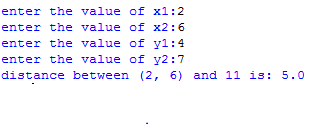 enter the value of x1:2
enter the value of x2:6
enter the value of y1:4
enter the value of y2:7
distance between (2, 6) and 11 is: 5.0